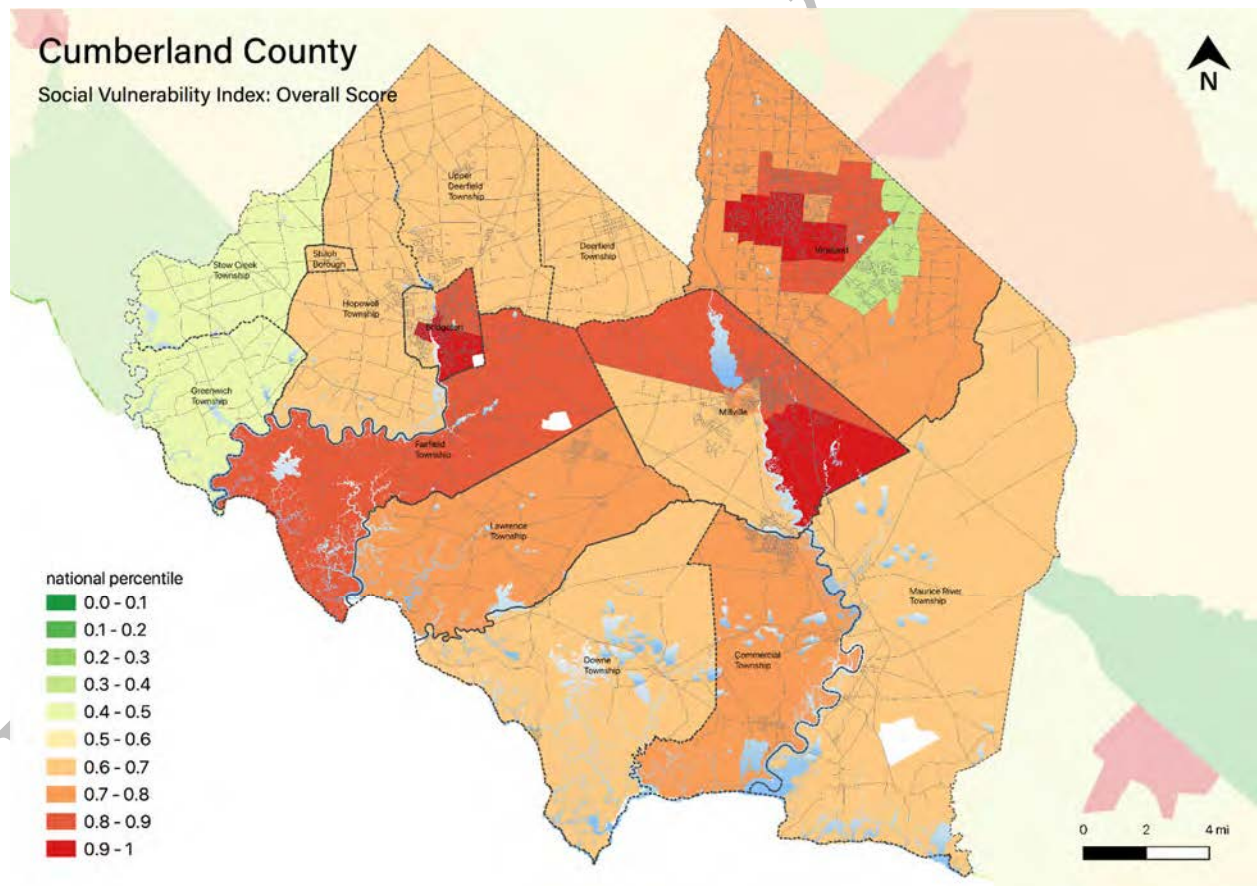 Cumberland County
Social Vulnerability Index: Overall Score
N
Upper
Deerfield
Township
Deerfield
Township
Vineland
Stow Creek
Township
Shiloh
Borough
Hopewell
Township
Bridgeton
Greenwich
Township
Millville
Fairfield
Township
Lawrence
Township
Maurice River
Township
Downe
Township
Commercial
Township
national percentile
0.0 - 0.1
0.1 - 0.2
0.2 - 0.3
0.3 - 0.4
0.4 - 0.5
0.5 - 0.6
0.6 - 0.7
0.7 - 0.8
0.8 - 0.9
0.9 - 1
0 2 4 mi